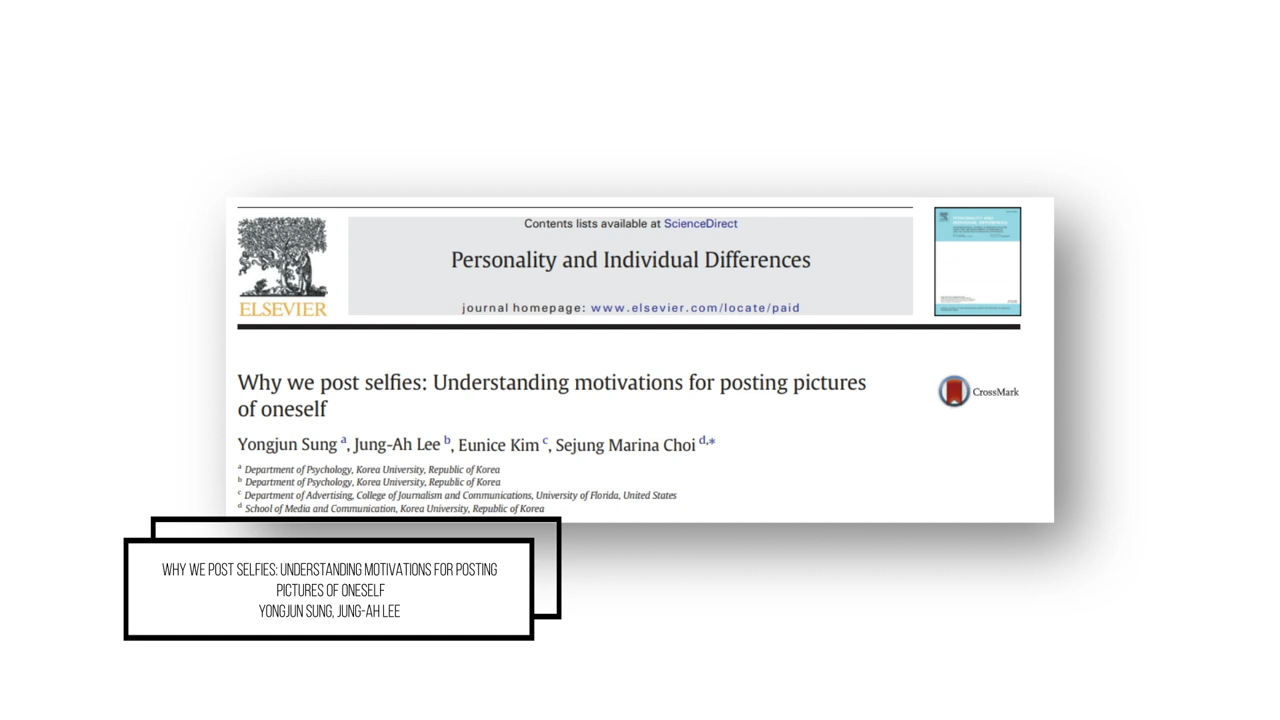 Contents lists available at ScienceDirect
Personality and Individual Differences
journal homepage: www.elsevier.com/locate/paid
ELSEVIER
Why we post selfies: Understanding motivations for posting pictures
of oneself
CrossMark
Yongjun Sung a, Jung-Ah Lee b, Eunice Kim c, Sejung Marina Choi d,*
a Department of Psychology, Korea University, Republic of Korea
b Department of Psychology, Korea University, Republic of Korea
c Department of Advertising, College of Journalism and Communications, University of Florida, United States
d School of Media and Communication, Korea University, Republic of Korea
WHY WE POST SELFIES: UNDERSTANDING MOTIVATIONS FOR POSTING
PICTURES OF ONESELF
YONGJUN SUNG, JUNG-AH LEE